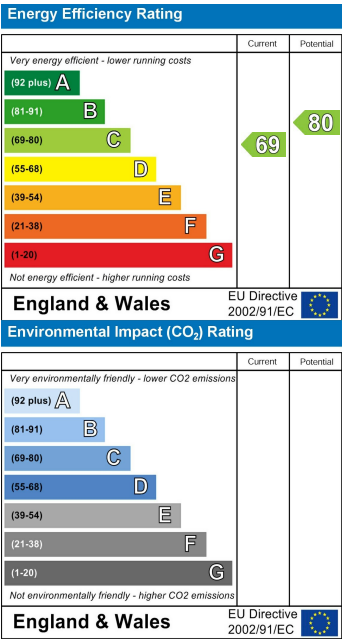 Energy Efficiency Rating
Current Potential
Very energy efficient - lower running costs
(92 plus) A
(81-91) B
80
(69-80) C
69
(55-68) D
(39-54) E
(21-38) F
(1-20) G
Not energy efficient - higher running costs
England & Wales
EU Directive
2002/91/EC
Environmental Impact (CO₂) Rating
Current Potential
Very environmentally friendly - lower CO2 emissions
(92 plus) A
(81-91) B
(69-80) C
(55-68) D
(39-54) E
(21-38) F
(1-20) G
Not environmentally friendly - higher CO2 emissions
England & Wales
EU Directive
2002/91/EC